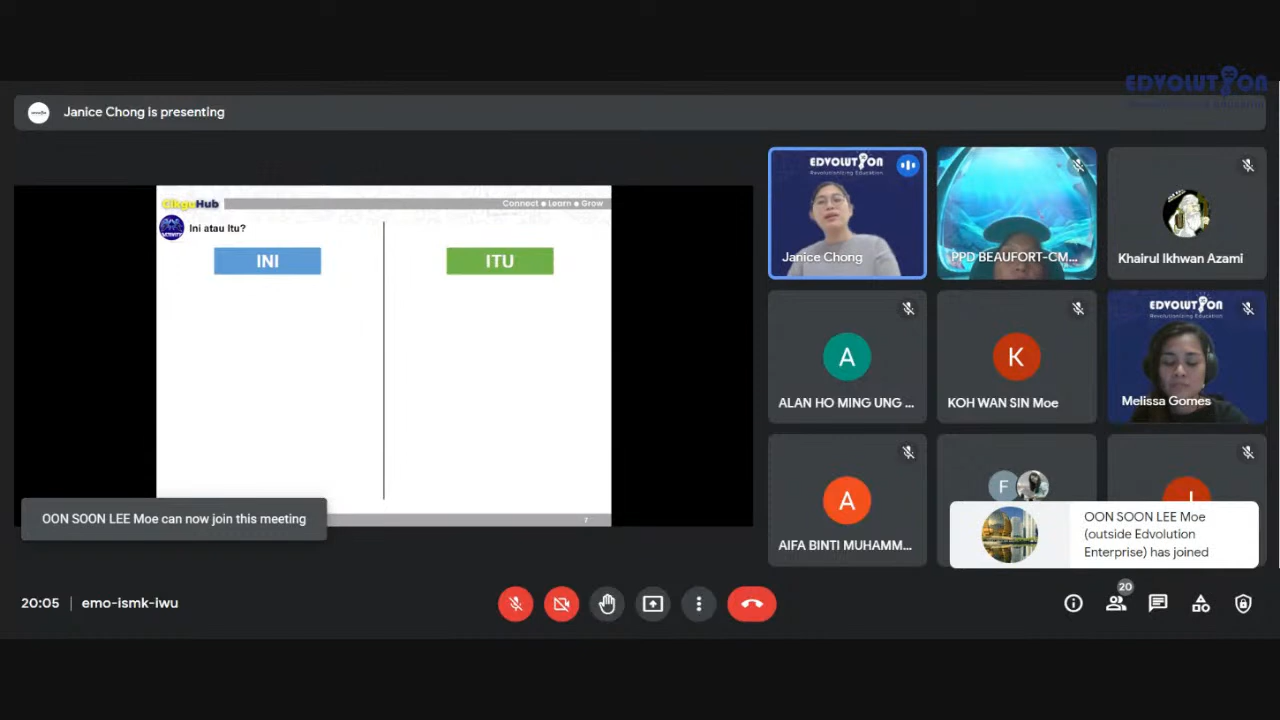 EDVOLUTION
Janice Chong is presenting
CikguHub
Connect ● Learn ● Grow
Ini atau Itu?
INI
ITU
7
OON SOON LEE Moe can now join this meeting
EDVOLUTION
Revolutionizing Education
Janice Chong
PPD BEAUFORT-CM...
Khairul Ikhwan Azami
A
ALAN HO MING UNG ...
K
KOH WAN SIN Moe
EDVOLUTION
Revolutionizing Education
Melissa Gomes
A
AIFA BINTI MUHAMM...
F
OON SOON LEE Moe
(outside Edvolution
Enterprise) has joined
20:05 | emo-ismk-iwu
20